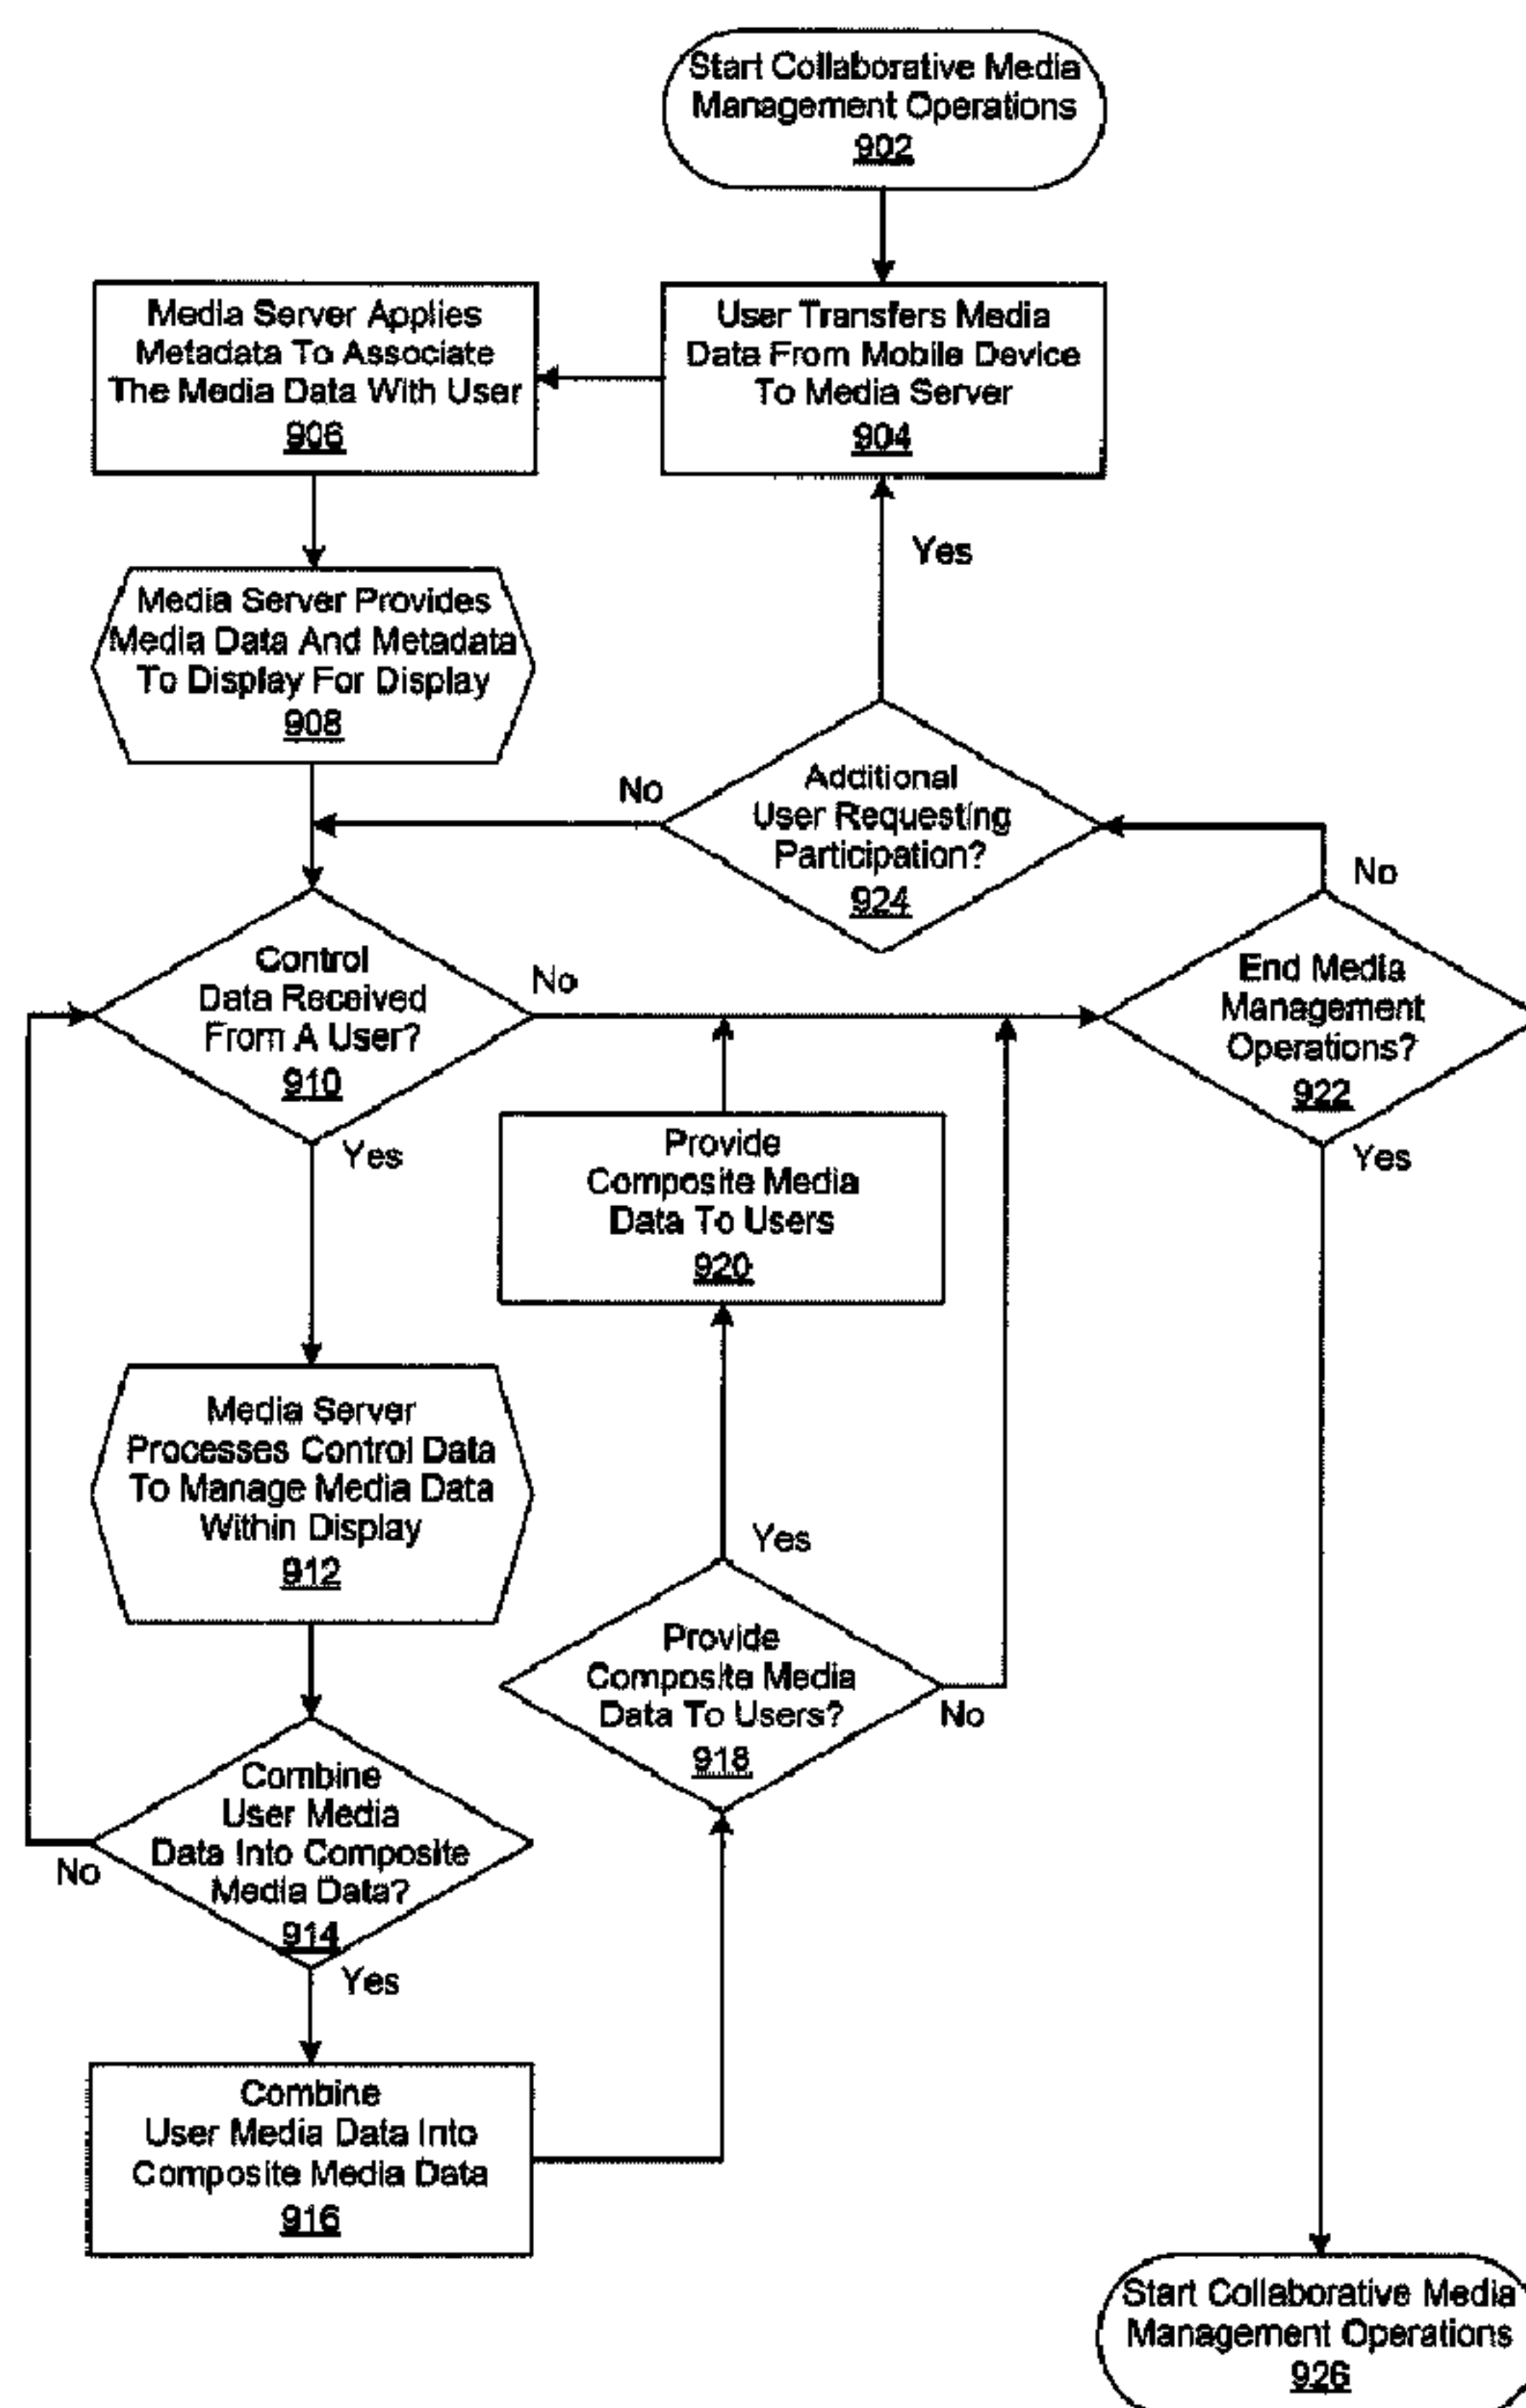 Start Collaborative Media
Management Operations
902
User Transfers Media
Data From Mobile Device
To Media Server
904
Media Server Applies
Metadata To Associate
The Media Data With User
906
Media Server Provides
Media Data And Metadata
To Display For Display
908
Yes
No
Additional
User Requesting
Participation?
924
No
Control
Data Received
From A User?
910
No
Yes
End Media
Management
Operations?
922
Yes
Provide
Composite Media
Data To Users
920
Media Server
Processes Control Data
To Manage Media Data
Within Display
912
Yes
Provide
Composite Media
Data To Users?
918
No
Combine
User Media
Data Into Composite
Media Data?
914
No
Yes
Combine
User Media Data Into
Composite Media Data
916
Start Collaborative Media
Management Operations
926